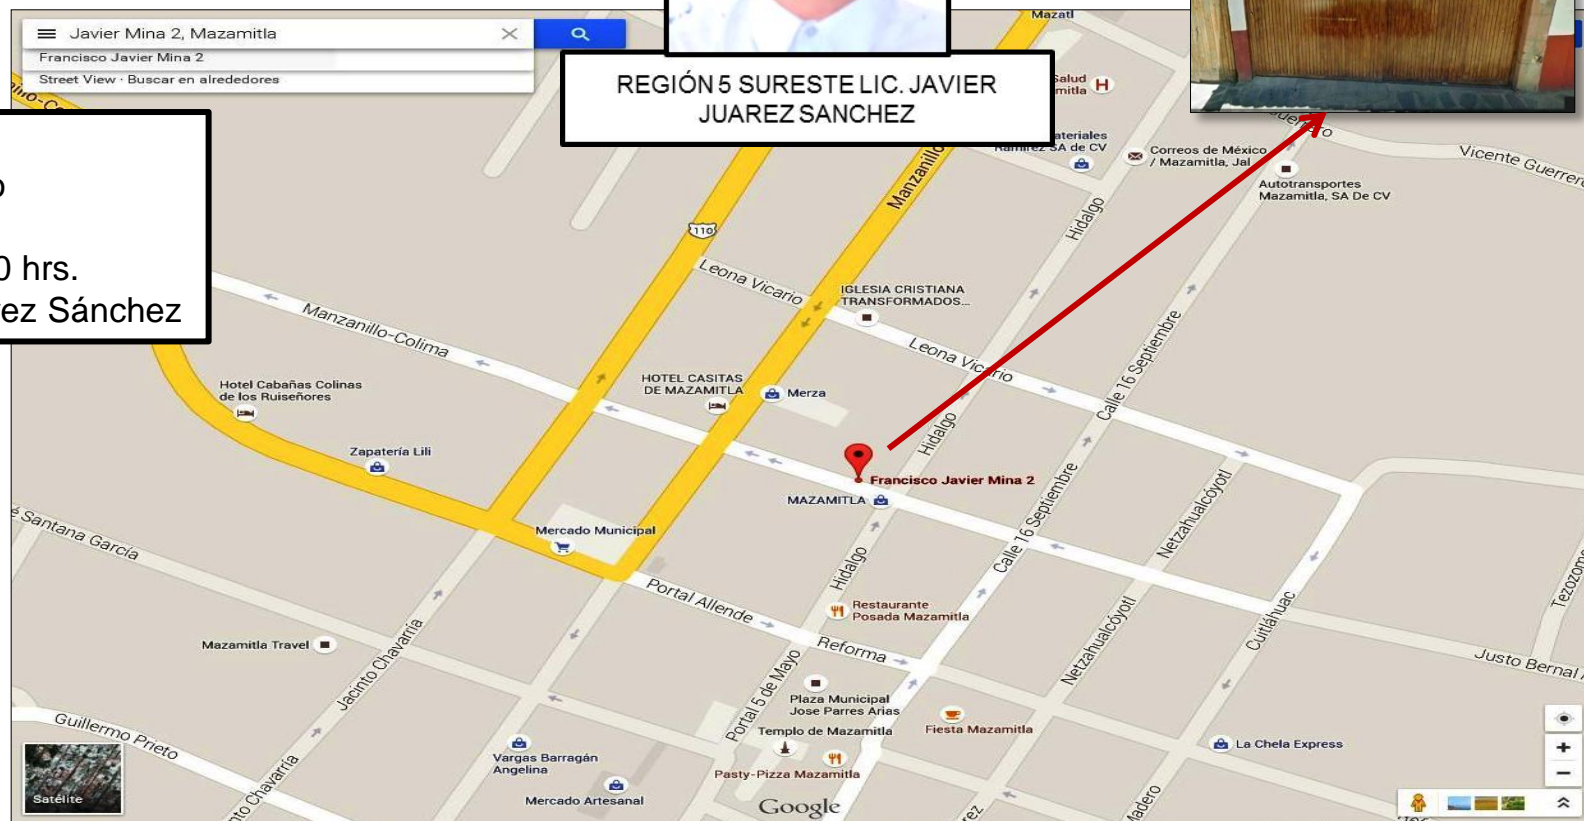 Javier Mina 2, Mazamitla
Francisco Javier Mina 2
Street View · Buscar en alrededores
REGIÓN 5 SURESTE LIC. JAVIER
JUAREZ SANCHEZ
hrs.
Sánchez
Mazatl
Salud
Correos de México
/ Mazamitla, Jal
Vicente Guerrero
Autotransportes
Mazamitla, SA De CV
Ramírez SA de CV
Manzanillo
Hidalgo
110
Leona Vicario
IGLESIA CRISTIANA
TRANSFORMADOS...
Manzanillo-Colima
Leona Vicario
Calle 16 Septiembre
HOTEL CASITAS
DE MAZAMITLA
Merza
Hotel Cabañas Colinas
de los Ruiseñores
Hidalgo
Zapatería Lili
Francisco Javier Mina 2
MAZAMITLA
Calle 16 Septiembre
Netzahualcóyotl
Mercado Municipal
Santana García
Hidalgo
Portal Allende
Restaurante
Posada Mazamitla
Reforma
Netzahualcóyotl
Cuitláhuac
Justo Bernal
Mazamitla Travel
Jacinto Chavarría
Portal 5 de Mayo
Plaza Municipal
Jose Parres Arias
Templo de Mazamitla
Fiesta Mazamitla
Guillermo Prieto
Vargas Barragán
Angelina
Pasty-Pizza Mazamitla
La Chela Express
Mercado Artesanal
Google
Satélite
Chavarría
Madero